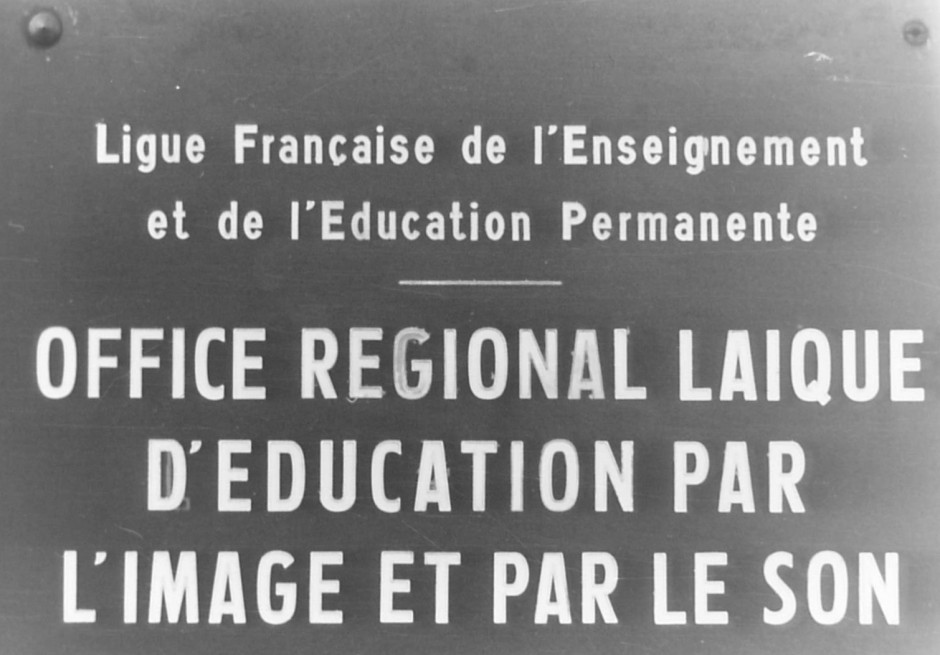 Ligue Française de l'Enseignement
et de l'Education Permanente
OFFICE REGIONAL LAIQUE
D'EDUCATION PAR
L'IMAGE ET PAR LE SON